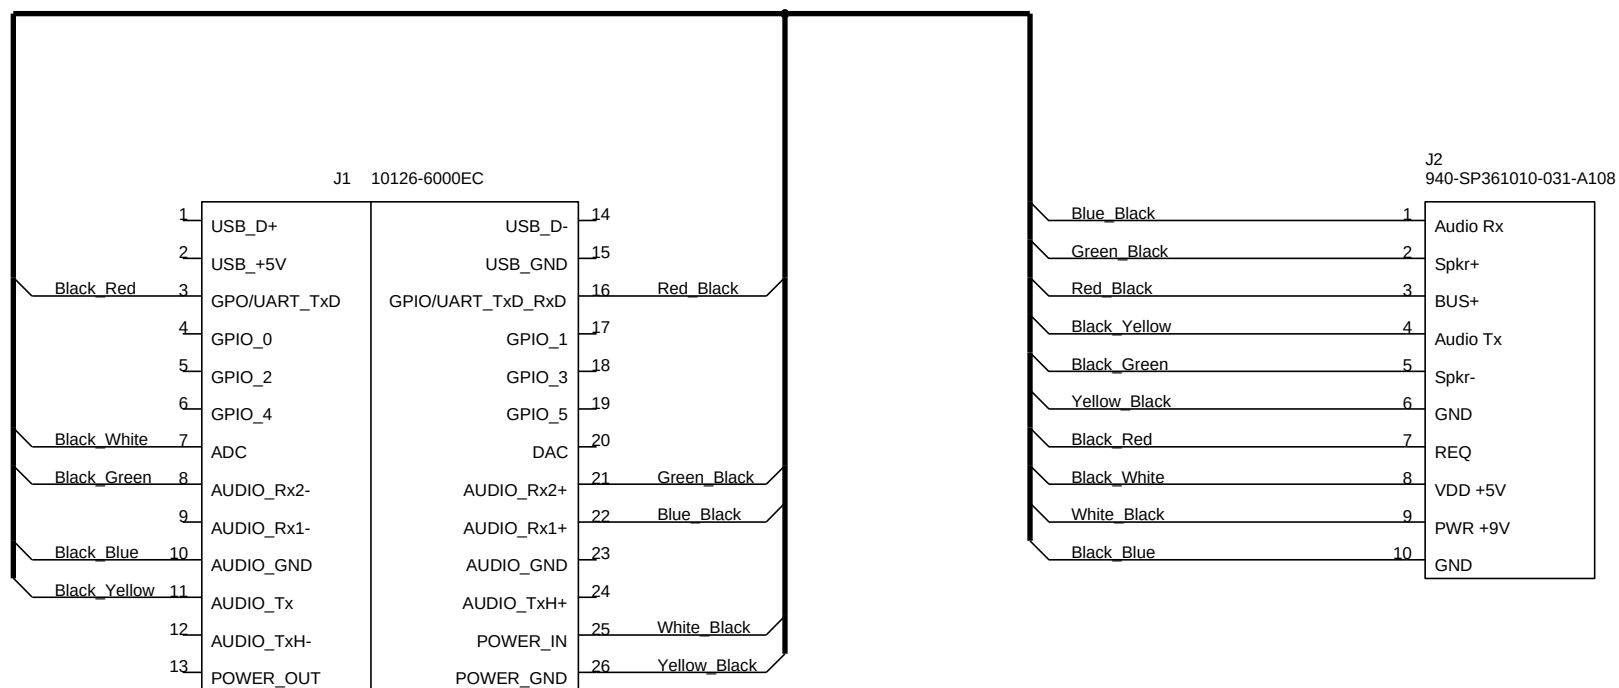 J1 10126-6000EC
1 USB_D+
2 USB_+5V
Black_Red 3 GPO/UART_TxD
4 GPIO_0
5 GPIO_2
6 GPIO_4
Black_White 7 ADC
Black_Green 8 AUDIO_Rx2-
9 AUDIO_Rx1-
Black_Blue 10 AUDIO_GND
Black_Yellow 11 AUDIO_Tx
12 AUDIO_TxH-
13 POWER_OUT
USB_D- 14
USB_GND 15
GPIO/UART_TxD_RxD 16 Red_Black
GPIO_1 17
GPIO_3 18
GPIO_5 19
DAC 20
AUDIO_Rx2+ 21 Green_Black
AUDIO_Rx1+ 22 Blue_Black
AUDIO_GND 23
AUDIO_TxH+ 24
POWER_IN 25 White_Black
POWER_GND 26 Yellow_Black
J2
940-SP361010-031-A108
Blue_Black 1 Audio Rx
Green_Black 2 Spkr+
Red_Black 3 BUS+
Black_Yellow 4 Audio Tx
Black_Green 5 Spkr-
Yellow_Black 6 GND
Black_Red 7 REQ
Black_White 8 VDD +5V
White_Black 9 PWR +9V
Black_Blue 10 GND